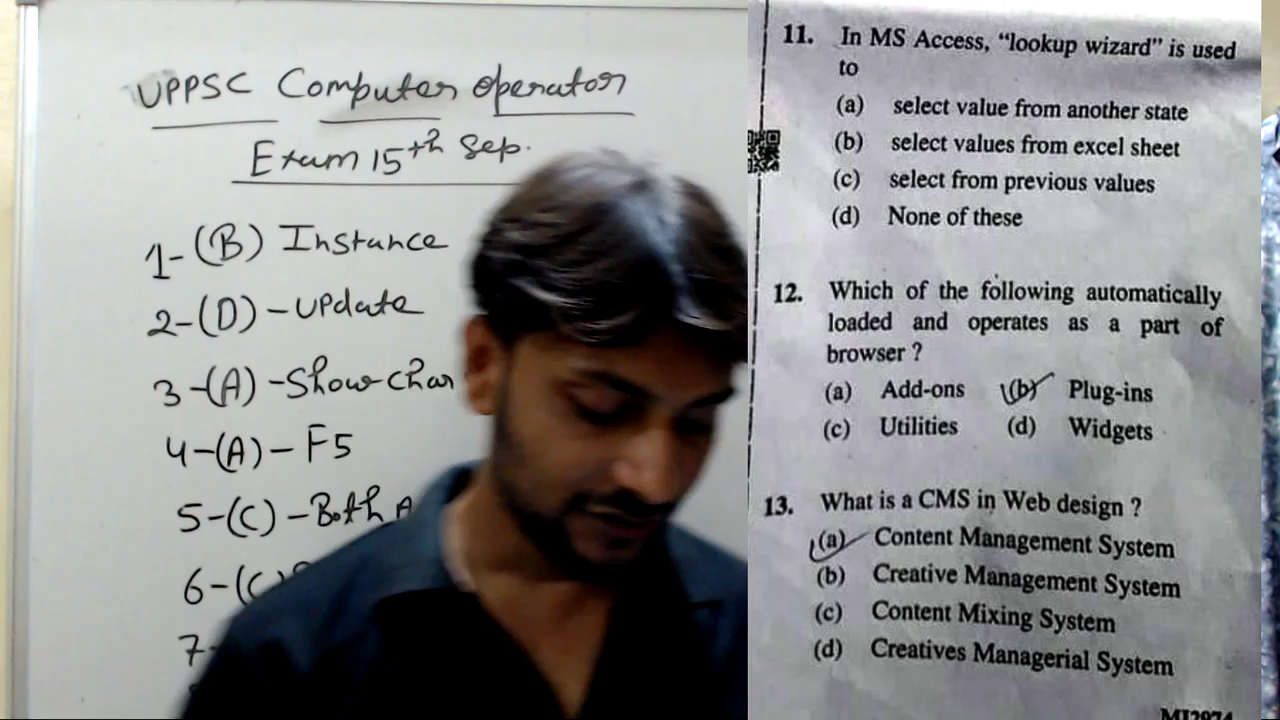 UPPSC Computer Operator
Exam 15th Sep.
1-(B) Instance
2-(D)-Update
3-(A)-Show Char
4-(A)-F5
5-(C)-Both A
6-(C)
7-
11. In MS Access, “lookup wizard” is used
to
(a) select value from another state
(b) select values from excel sheet
(c) select from previous values
(d) None of these
12. Which of the following automatically
loaded and operates as a part of
browser ?
(a) Add-ons (b) Plug-ins
(c) Utilities (d) Widgets
13. What is a CMS in Web design ?
(a) Content Management System
(b) Creative Management System
(c) Content Mixing System
(d) Creatives Managerial System